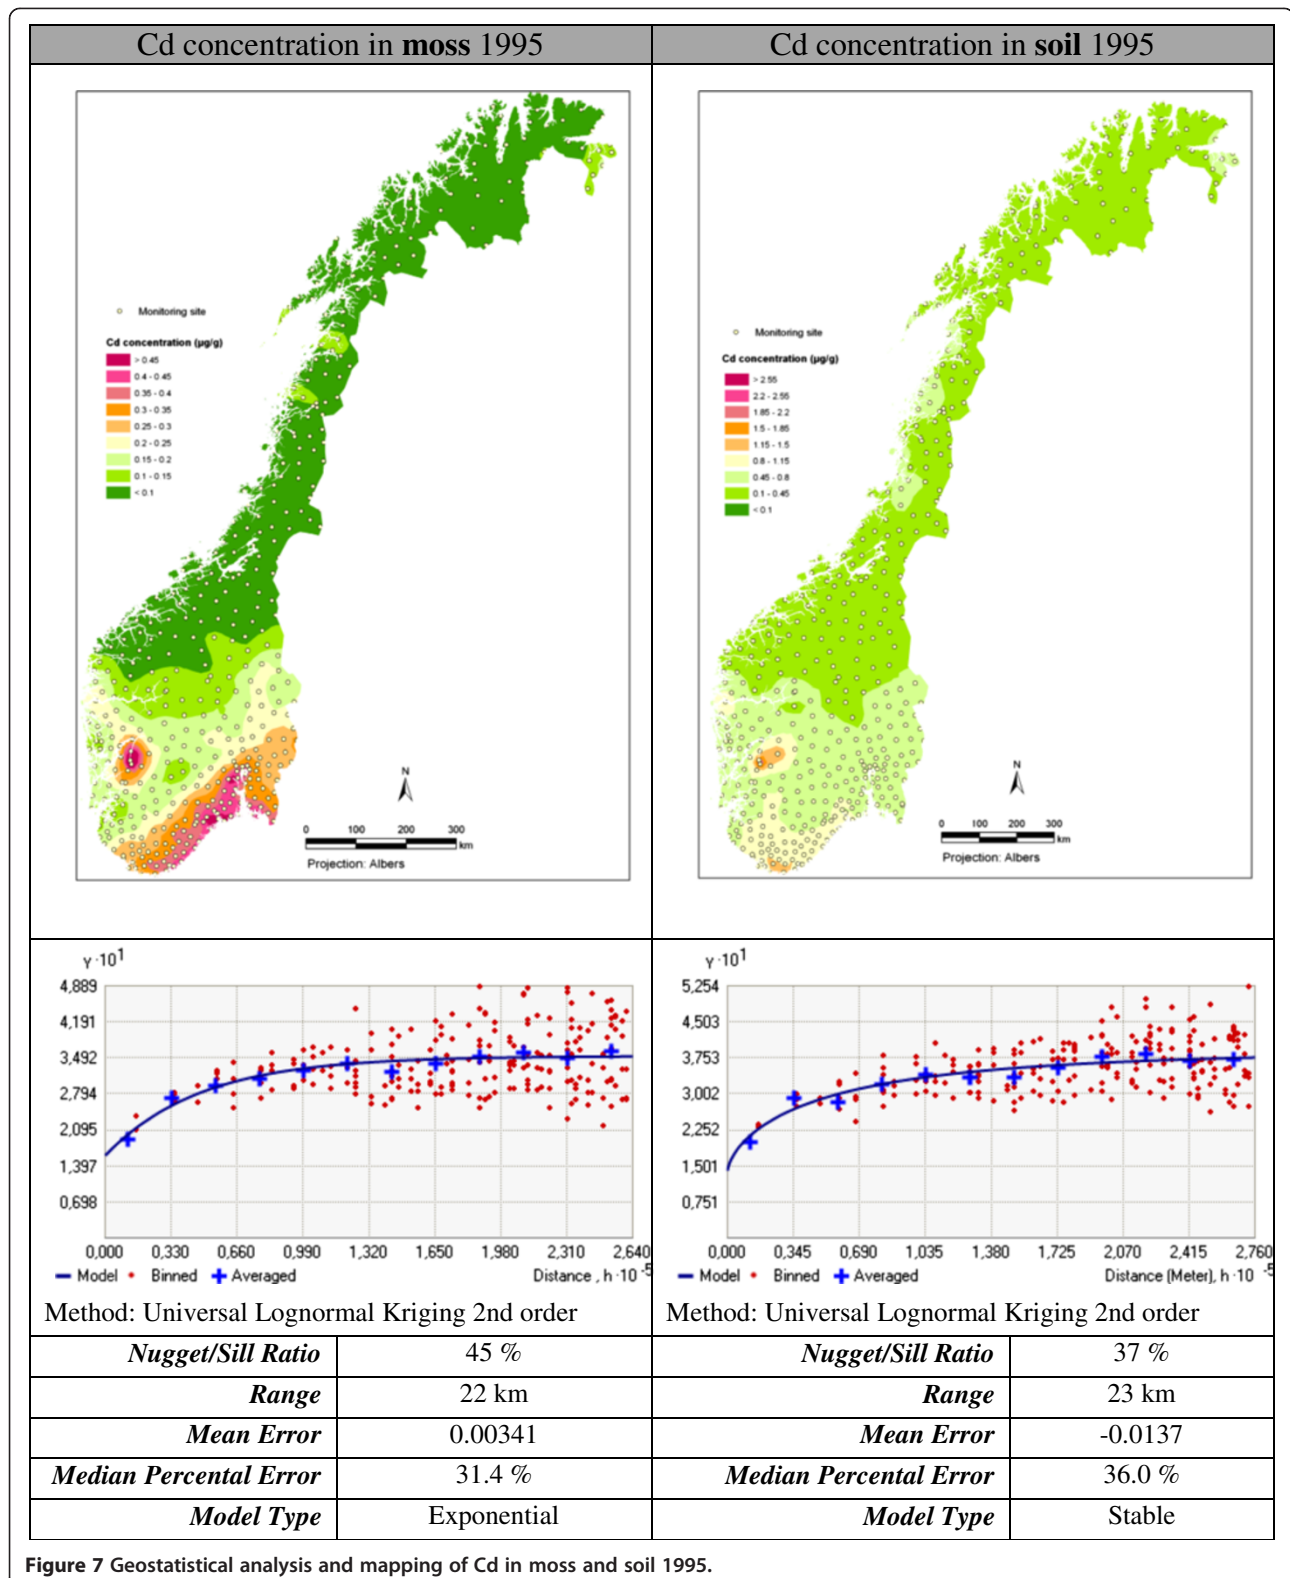 Cd concentration in moss 1995
Cd concentration in soil 1995
Monitoring site
Cd concentration (µg/g)
> 0.45
0.4 - 0.45
0.35 - 0.4
0.3 - 0.35
0.25 - 0.3
0.2 - 0.25
0.15 - 0.2
0.1 - 0.15
< 0.1
N
0 100 200 300
km
Projection: Albers
Monitoring site
Cd concentration (µg/g)
> 2.55
2.2 - 2.55
1.85 - 2.2
1.5 - 1.85
1.15 - 1.5
0.8 - 1.15
0.45 - 0.8
0.1 - 0.45
< 0.1
N
0 100 200 300
km
Projection: Albers
γ · 10¹
4,889
4,191
3,492
2,794
2,095
1,397
0,698
0,000 0,330 0,660 0,990 1,320 1,650 1,980 2,310 2,640
Model Binned Averaged Distance , h · 10⁻⁵
Method: Universal Lognormal Kriging 2nd order
γ · 10¹
5,254
4,503
3,753
3,002
2,252
1,501
0,751
0,000 0,345 0,690 1,035 1,380 1,725 2,070 2,415 2,760
Model Binned Averaged Distance (Meter), h · 10⁻⁵
Method: Universal Lognormal Kriging 2nd order
Nugget/Sill Ratio 45 % Nugget/Sill Ratio 37 %
Range 22 km Range 23 km
Mean Error 0.00341 Mean Error -0.0137
Median Percental Error 31.4 % Median Percental Error 36.0 %
Model Type Exponential Model Type Stable
Figure 7 Geostatistical analysis and mapping of Cd in moss and soil 1995.